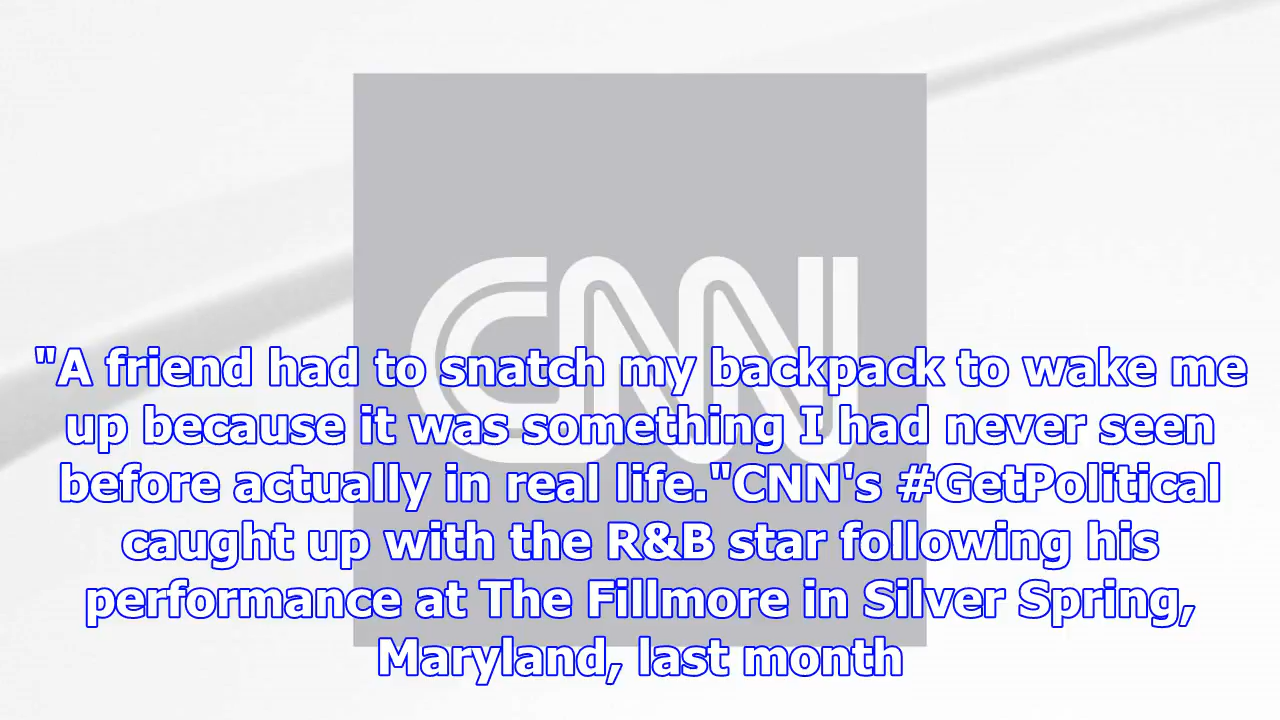 CNN
"A friend had to snatch my backpack to wake me
up because it was something I had never seen
before actually in real life."CNN's #GetPolitical
caught up with the R&B star following his
performance at The Fillmore in Silver Spring,
Maryland, last month